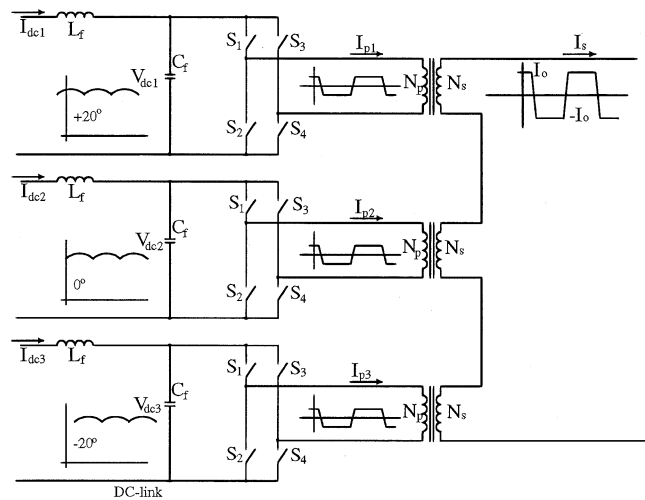 I_dc1 L_f S_1 S_3 I_p1 I_s
V_dc1 C_f N_p N_s I_o
+20° -I_o
S_2 S_4
I_dc2 L_f S_1 S_3 I_p2
V_dc2 C_f N_p N_s
0°
S_2 S_4
I_dc3 L_f S_1 S_3 I_p3
V_dc3 C_f N_p N_s
-20°
S_2 S_4
DC-link